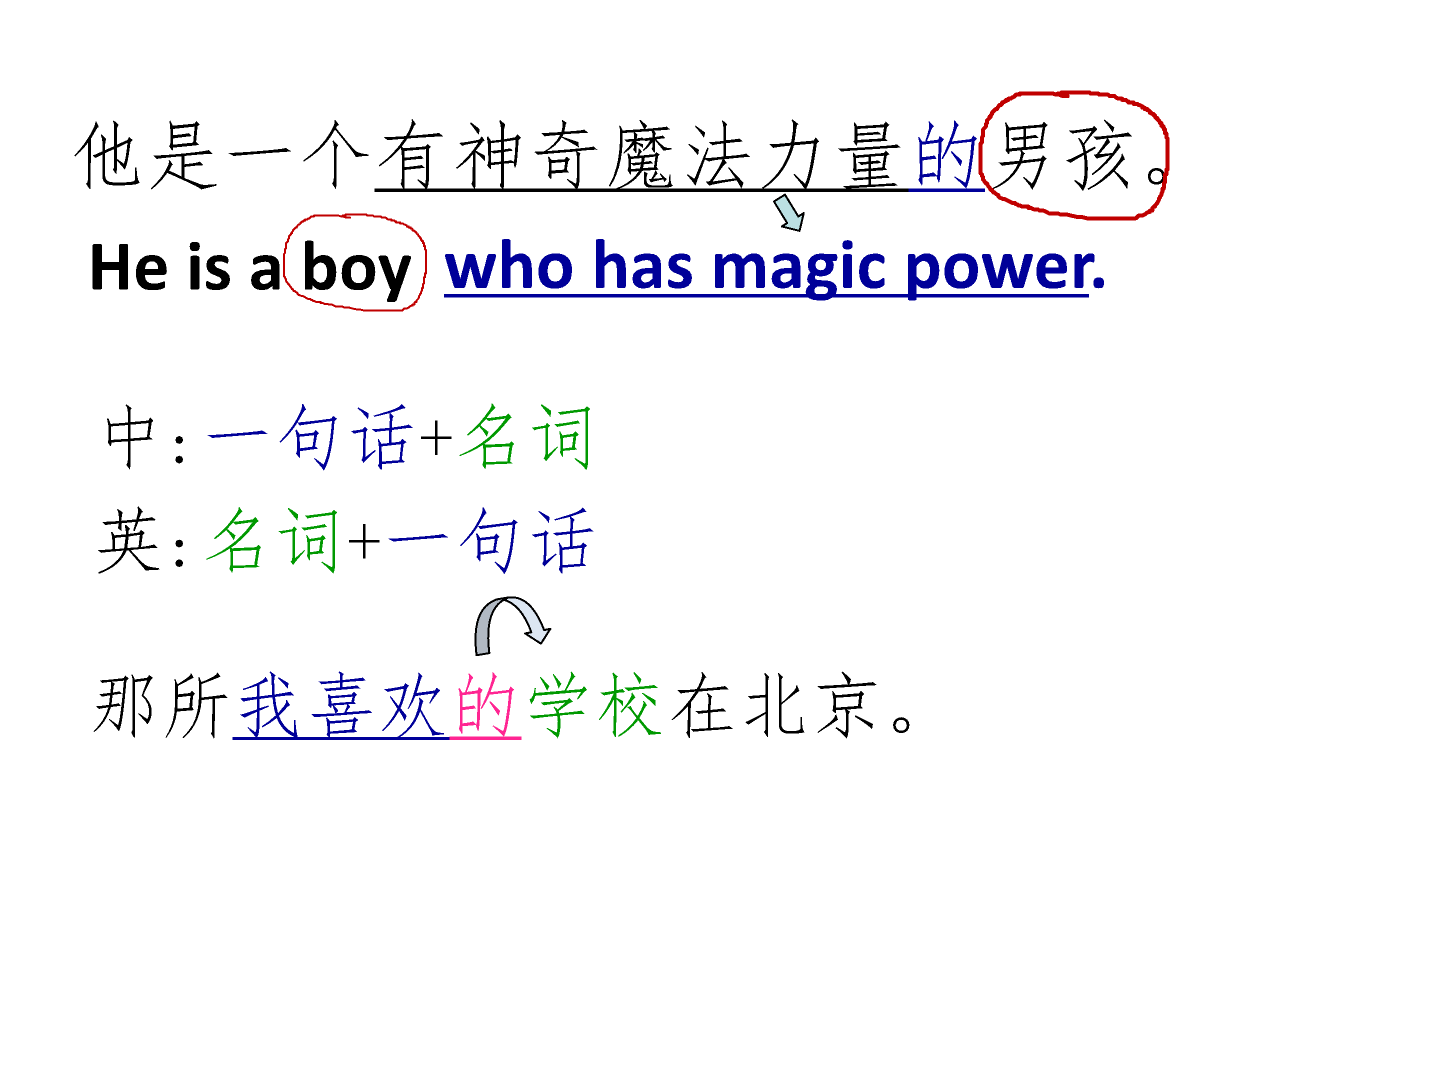 他是一个有神奇魔法力量的男孩。
He is a boy who has magic power.
中:一句话+名词
英:名词+一句话
那所我喜欢的学校在北京。